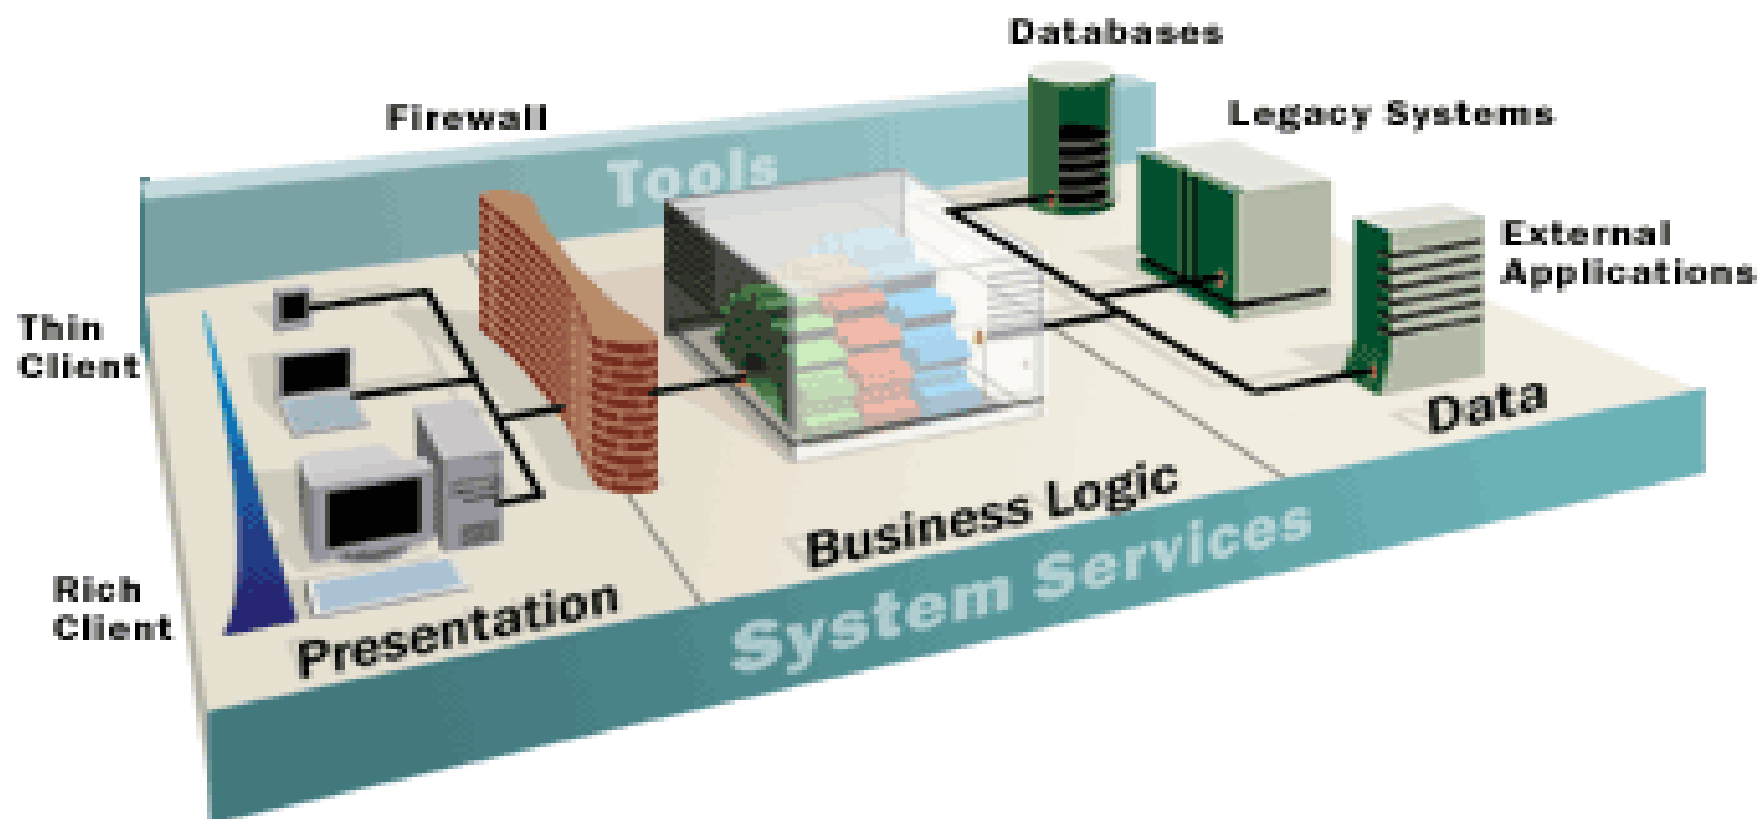 Databases
Firewall
Legacy Systems
Tools
External
Applications
Thin
Client
Data
Business Logic
System Services
Rich
Client
Presentation